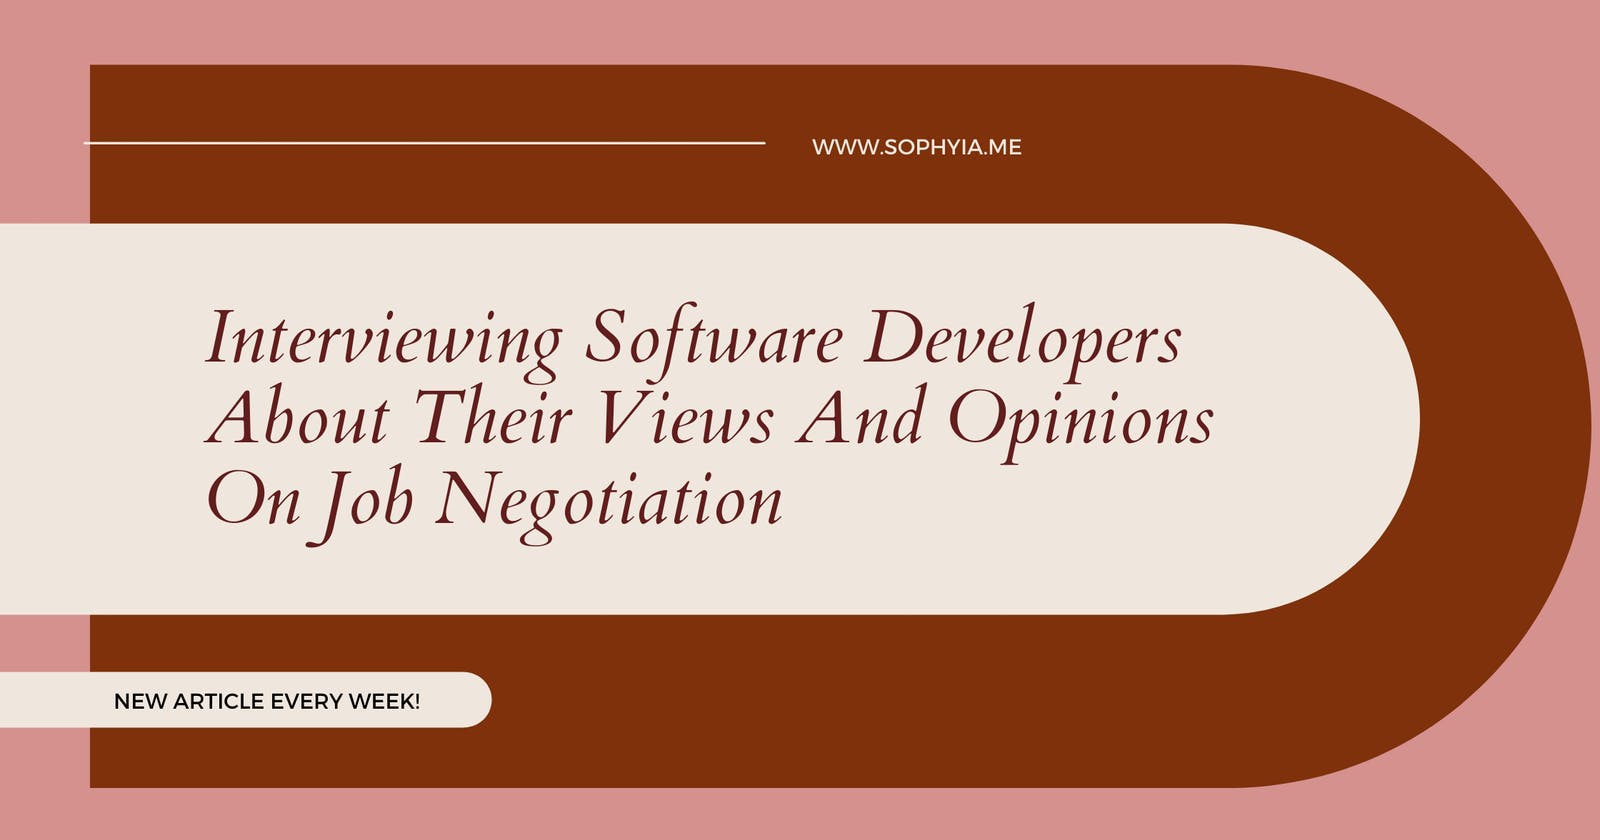 WWW.SOPHYIA.ME
Interviewing Software Developers
About Their Views And Opinions
On Job Negotiation
NEW ARTICLE EVERY WEEK!